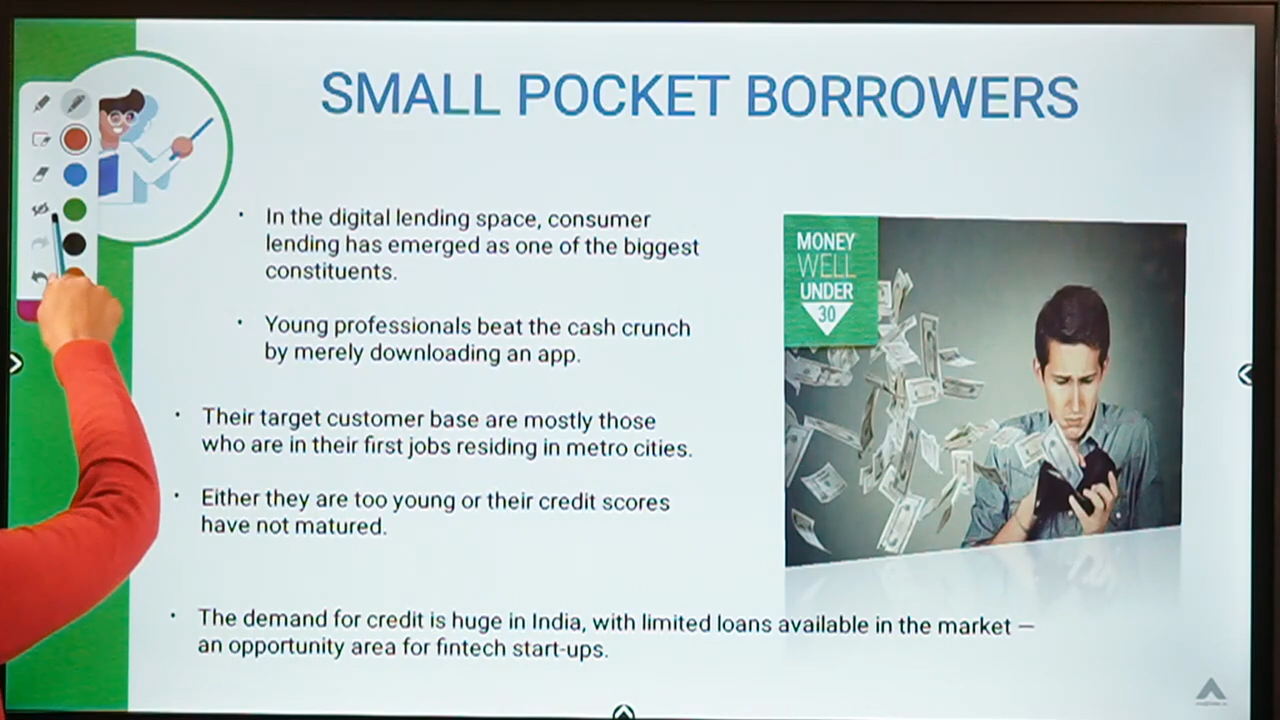 SMALL POCKET BORROWERS
• In the digital lending space, consumer
lending has emerged as one of the biggest
constituents.
• Young professionals beat the cash crunch
by merely downloading an app.
• Their target customer base are mostly those
who are in their first jobs residing in metro cities.
• Either they are too young or their credit scores
have not matured.
• The demand for credit is huge in India, with limited loans available in the market —
an opportunity area for fintech start-ups.
MONEY
WELL
UNDER
30